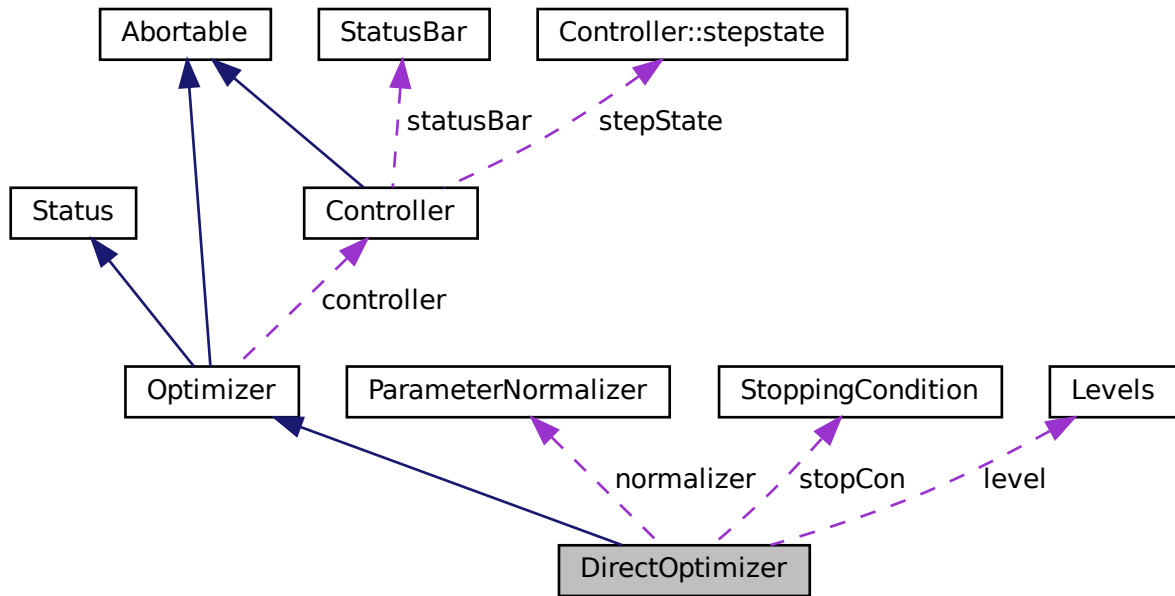 Abortable
StatusBar
Controller::stepstate
statusBar
stepState
Status
Controller
controller
Optimizer
ParameterNormalizer
StoppingCondition
Levels
normalizer
stopCon
level
DirectOptimizer